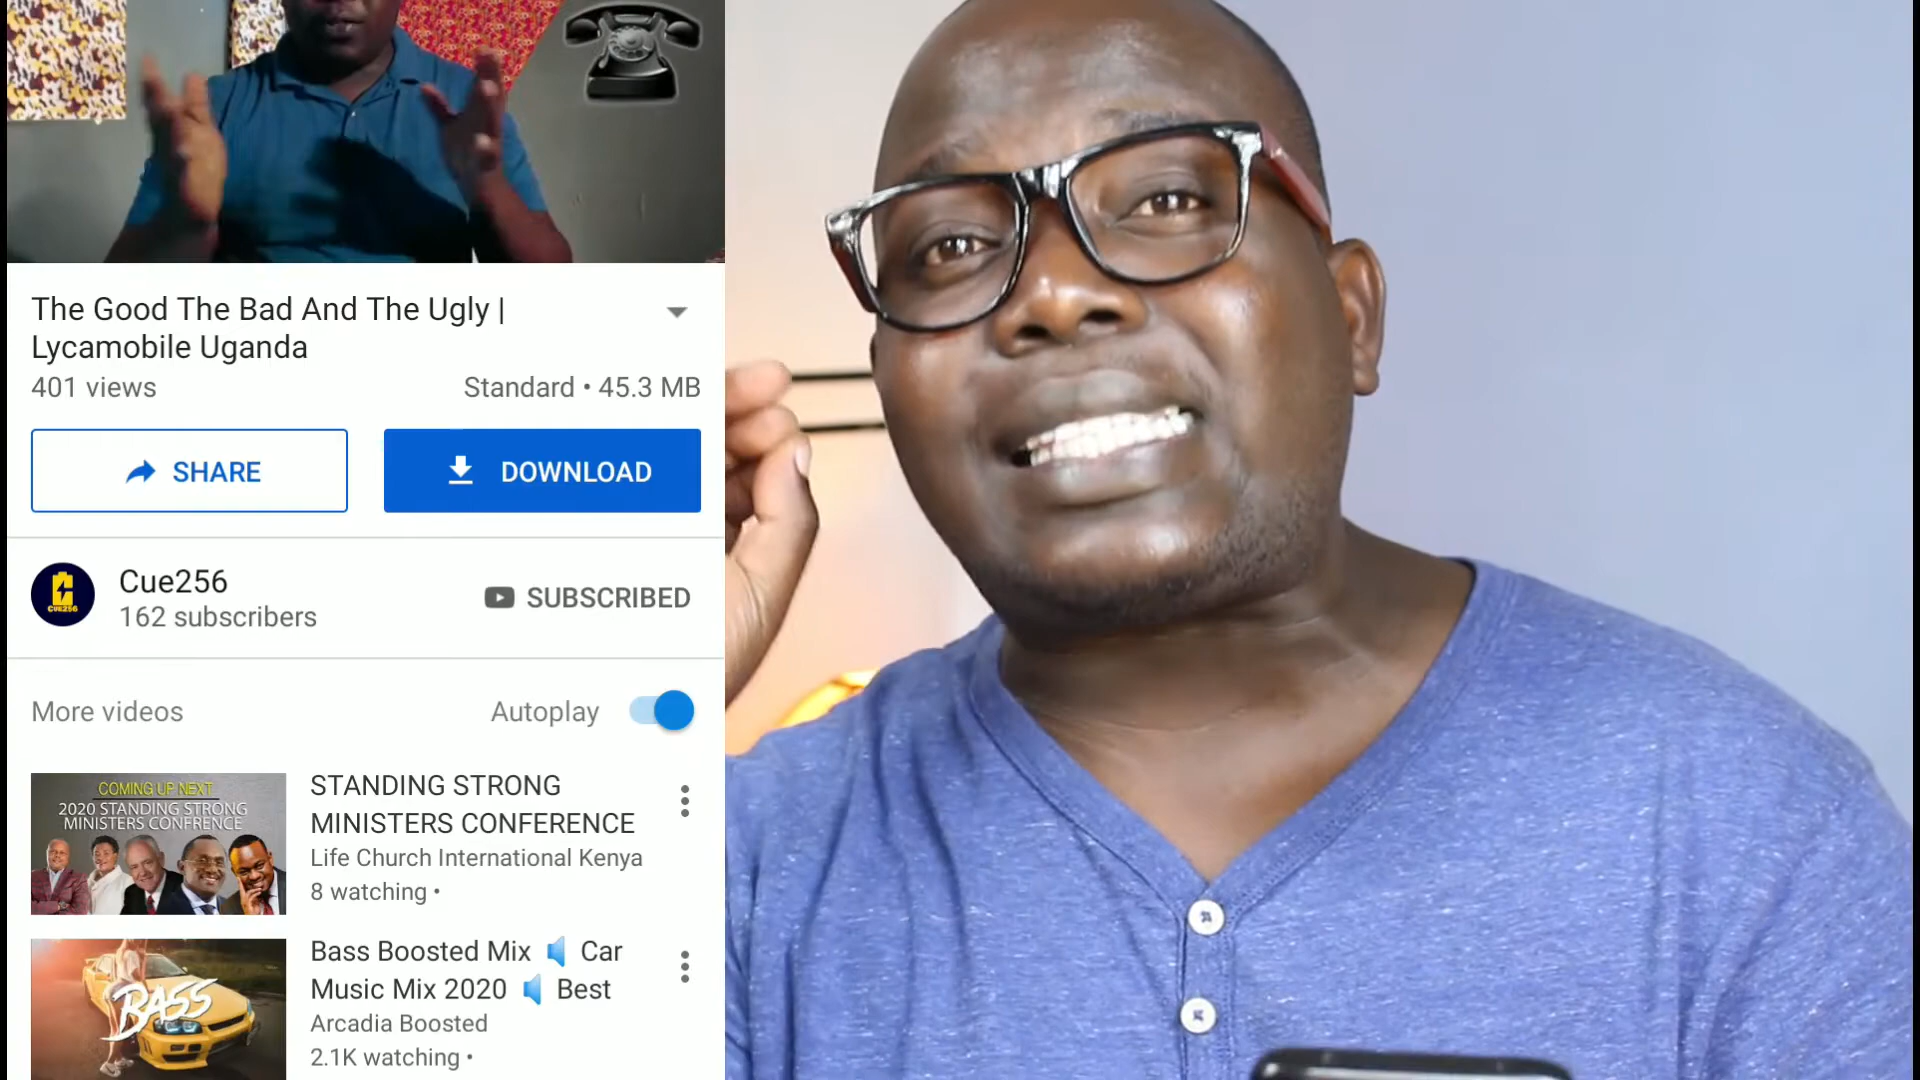 The Good The Bad And The Ugly |
Lycamobile Uganda
401 views
Standard • 45.3 MB
SHARE
DOWNLOAD
CUE256
Cue256
162 subscribers
SUBSCRIBED
More videos
Autoplay
COMING UP NEXT
2020 STANDING STRONG
MINISTERS CONFRENCE
STANDING STRONG
MINISTERS CONFERENCE
Life Church International Kenya
8 watching •
BASS
Bass Boosted Mix 🔈 Car
Music Mix 2020 🔈 Best
Arcadia Boosted
2.1K watching •